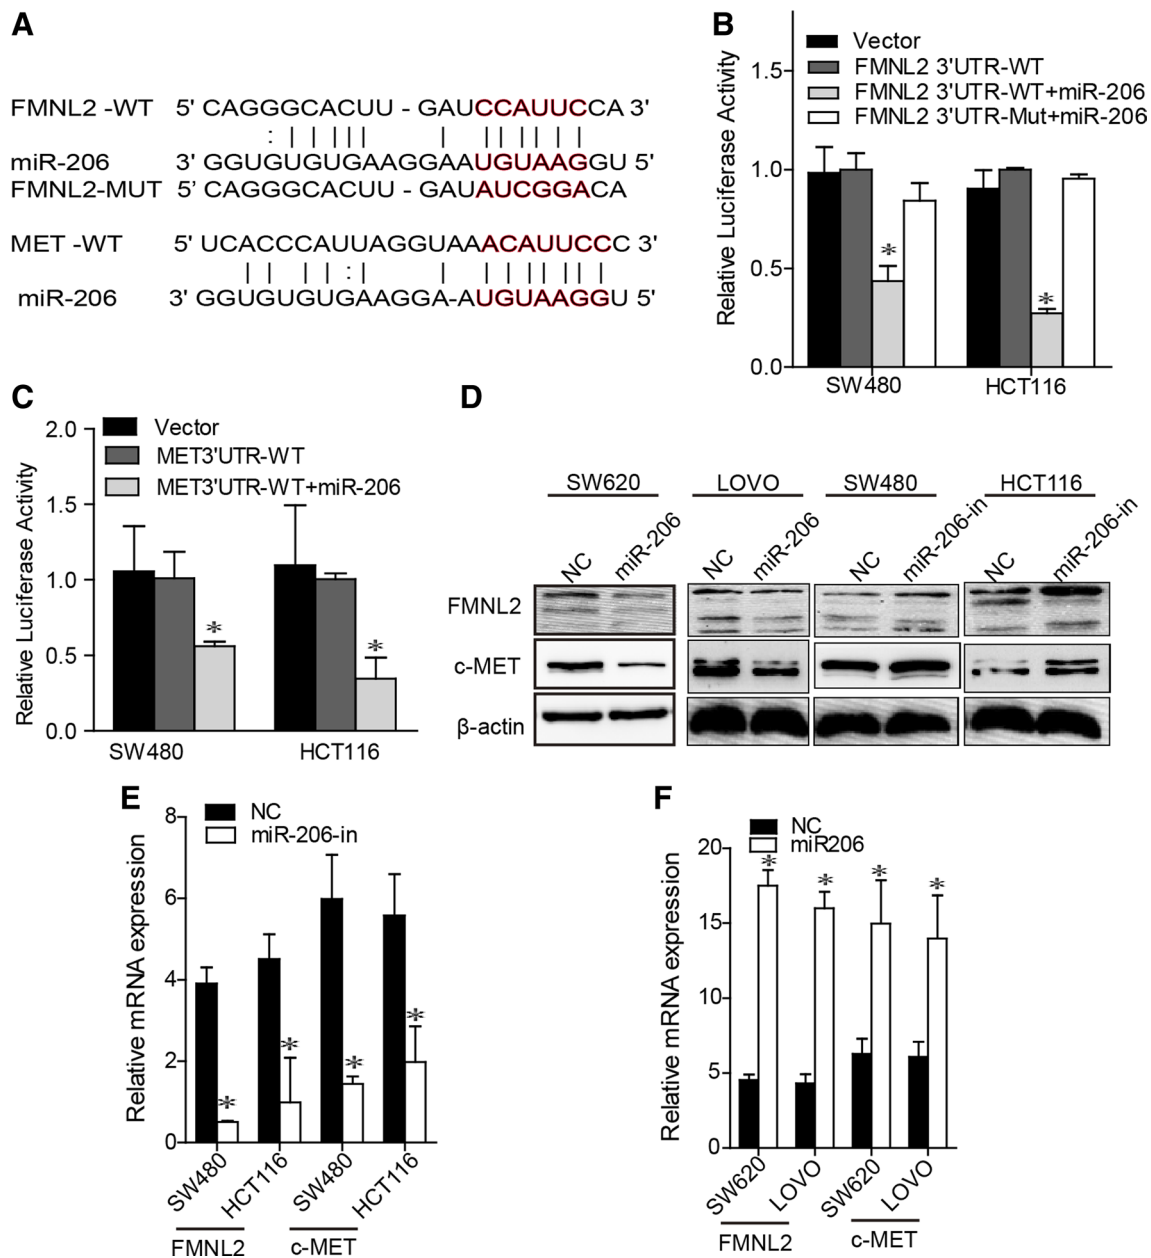 A
FMNL2 -WT 5' CAGGGCACUU - GAUCCAUUCCA 3'
miR-206 3' GGUGUGUGAAGGAAUGUAAGGU 5'
FMNL2-MUT 5' CAGGGCACUU - GAUAUCGGACA
MET -WT 5' UCACCCAUUAGGUAAACAUUCCC 3'
miR-206 3' GGUGUGUGAAGGA-AUGUAAGGU 5'
B
Vector
FMNL2 3'UTR-WT
FMNL2 3'UTR-WT+miR-206
FMNL2 3'UTR-Mut+miR-206
Relative Luciferase Activity
1.5
1.0
0.5
0.0
*
*
SW480 HCT116
C
Vector
MET3'UTR-WT
MET3'UTR-WT+miR-206
Relative Luciferase Activity
2.0
1.5
1.0
0.5
0.0
*
*
SW480 HCT116
D
SW620 LOVO SW480 HCT116
NC miR-206 NC miR-206 NC miR-206-in NC miR-206-in
FMNL2
c-MET
β-actin
E
NC
miR-206-in
Relative mRNA expression
8
6
4
2
0
* * * *
SW480 HCT116 SW480 HCT116
FMNL2 c-MET
F
NC
miR206
Relative mRNA expression
20
15
10
5
0
* * * *
SW620 LOVO SW620 LOVO
FMNL2 c-MET